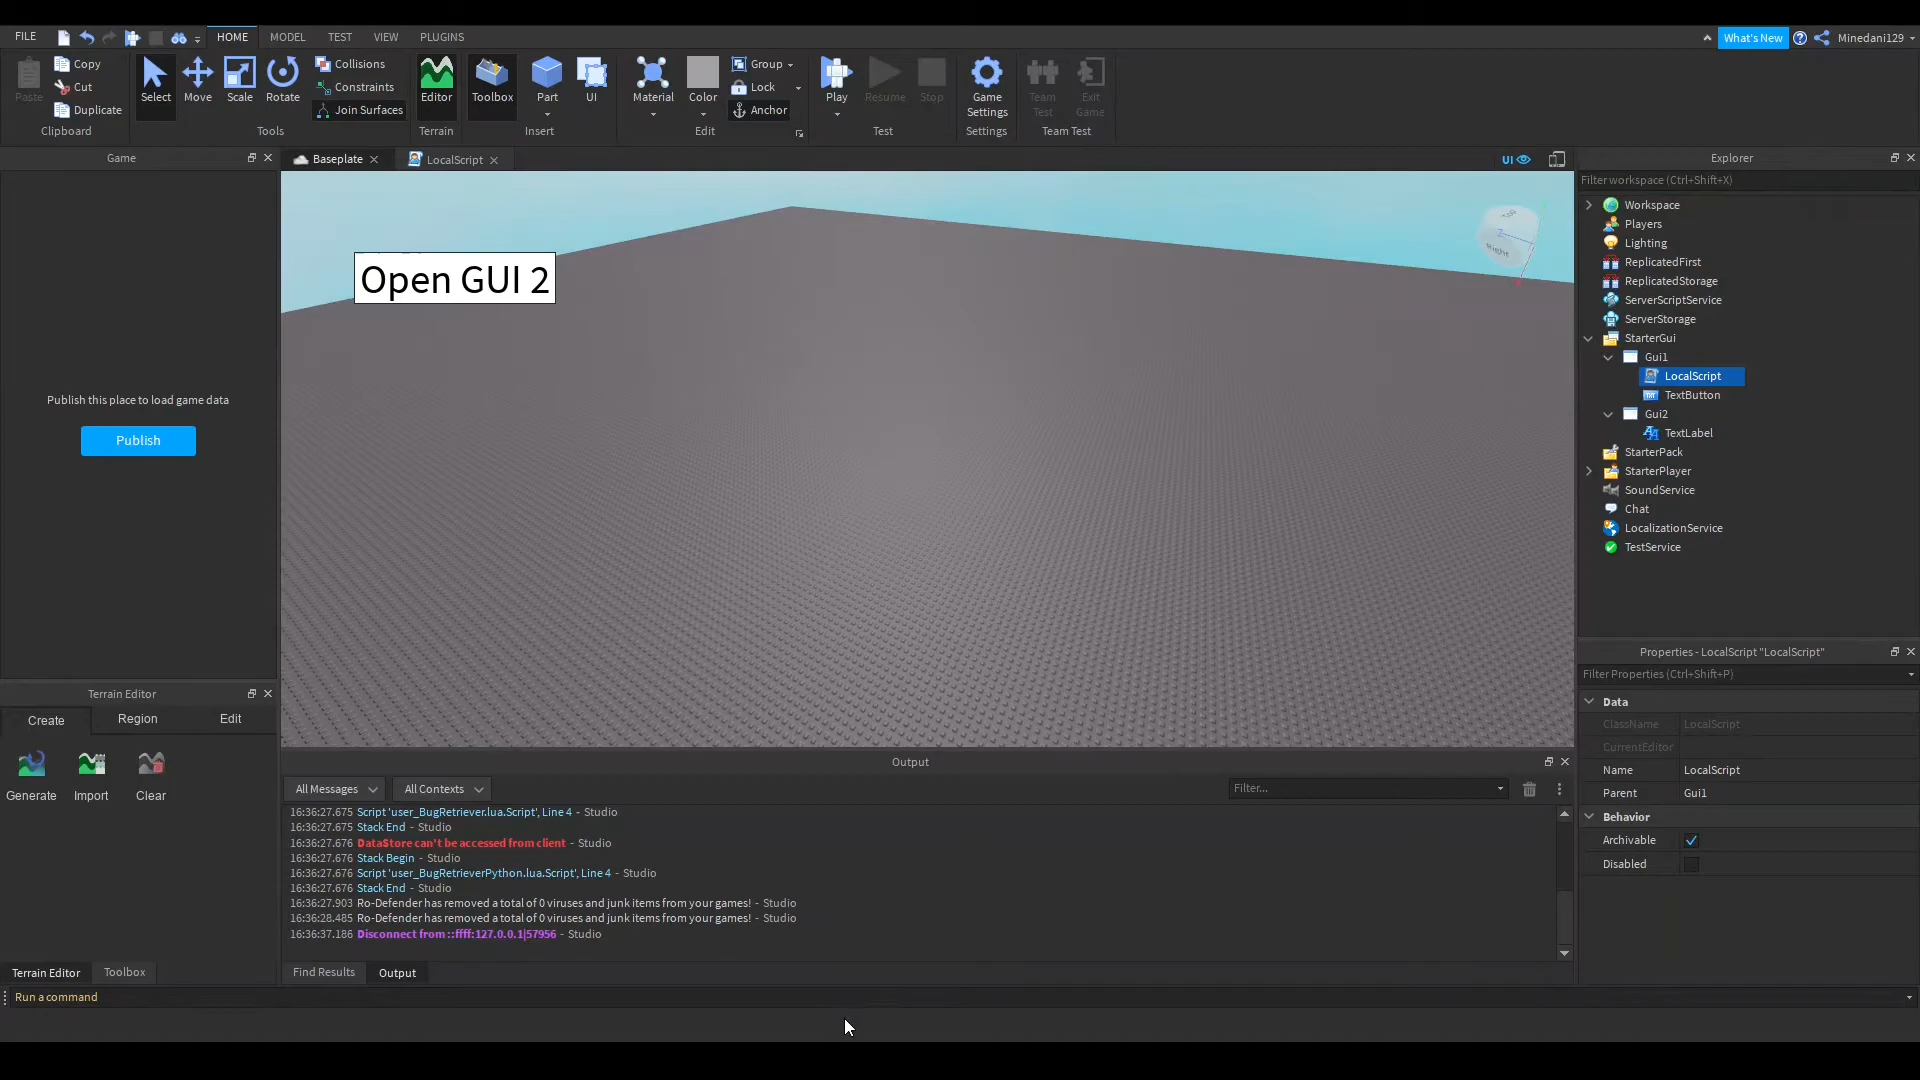 FILE
HOME
MODEL
TEST
VIEW
PLUGINS
What's New
Minedani129
Paste
Copy
Cut
Duplicate
Clipboard
Select
Move
Scale
Rotate
Collisions
Constraints
Join Surfaces
Tools
Editor
Terrain
Toolbox
Part
UI
Insert
Material
Color
Group
Lock
Anchor
Edit
Play
Resume
Stop
Test
Game
Settings
Settings
Team
Test
Exit
Game
Team Test
Game
Baseplate
LocalScript
UI
Explorer
Filter workspace (Ctrl+Shift+X)
Workspace
Players
Lighting
ReplicatedFirst
ReplicatedStorage
ServerScriptService
ServerStorage
StarterGui
Gui1
LocalScript
TextButton
Gui2
TextLabel
StarterPack
StarterPlayer
SoundService
Chat
LocalizationService
TestService
Open GUI 2
Top
Z
Right
Publish this place to load game data
Publish
Properties - LocalScript "LocalScript"
Filter Properties (Ctrl+Shift+P)
Data
ClassName LocalScript
CurrentEditor
Name LocalScript
Parent Gui1
Behavior
Archivable
Disabled
Terrain Editor
Create
Region
Edit
Generate
Import
Clear
Output
All Messages
All Contexts
Filter...
16:36:27.675 Script 'user_BugRetriever.lua.Script', Line 4 - Studio
16:36:27.675 Stack End - Studio
16:36:27.676 DataStore can't be accessed from client - Studio
16:36:27.676 Stack Begin - Studio
16:36:27.676 Script 'user_BugRetrieverPython.lua.Script', Line 4 - Studio
16:36:27.676 Stack End - Studio
16:36:27.903 Ro-Defender has removed a total of 0 viruses and junk items from your games! - Studio
16:36:28.485 Ro-Defender has removed a total of 0 viruses and junk items from your games! - Studio
16:36:37.186 Disconnect from ::ffff:127.0.0.1|57956 - Studio
Terrain Editor
Toolbox
Find Results
Output
Run a command